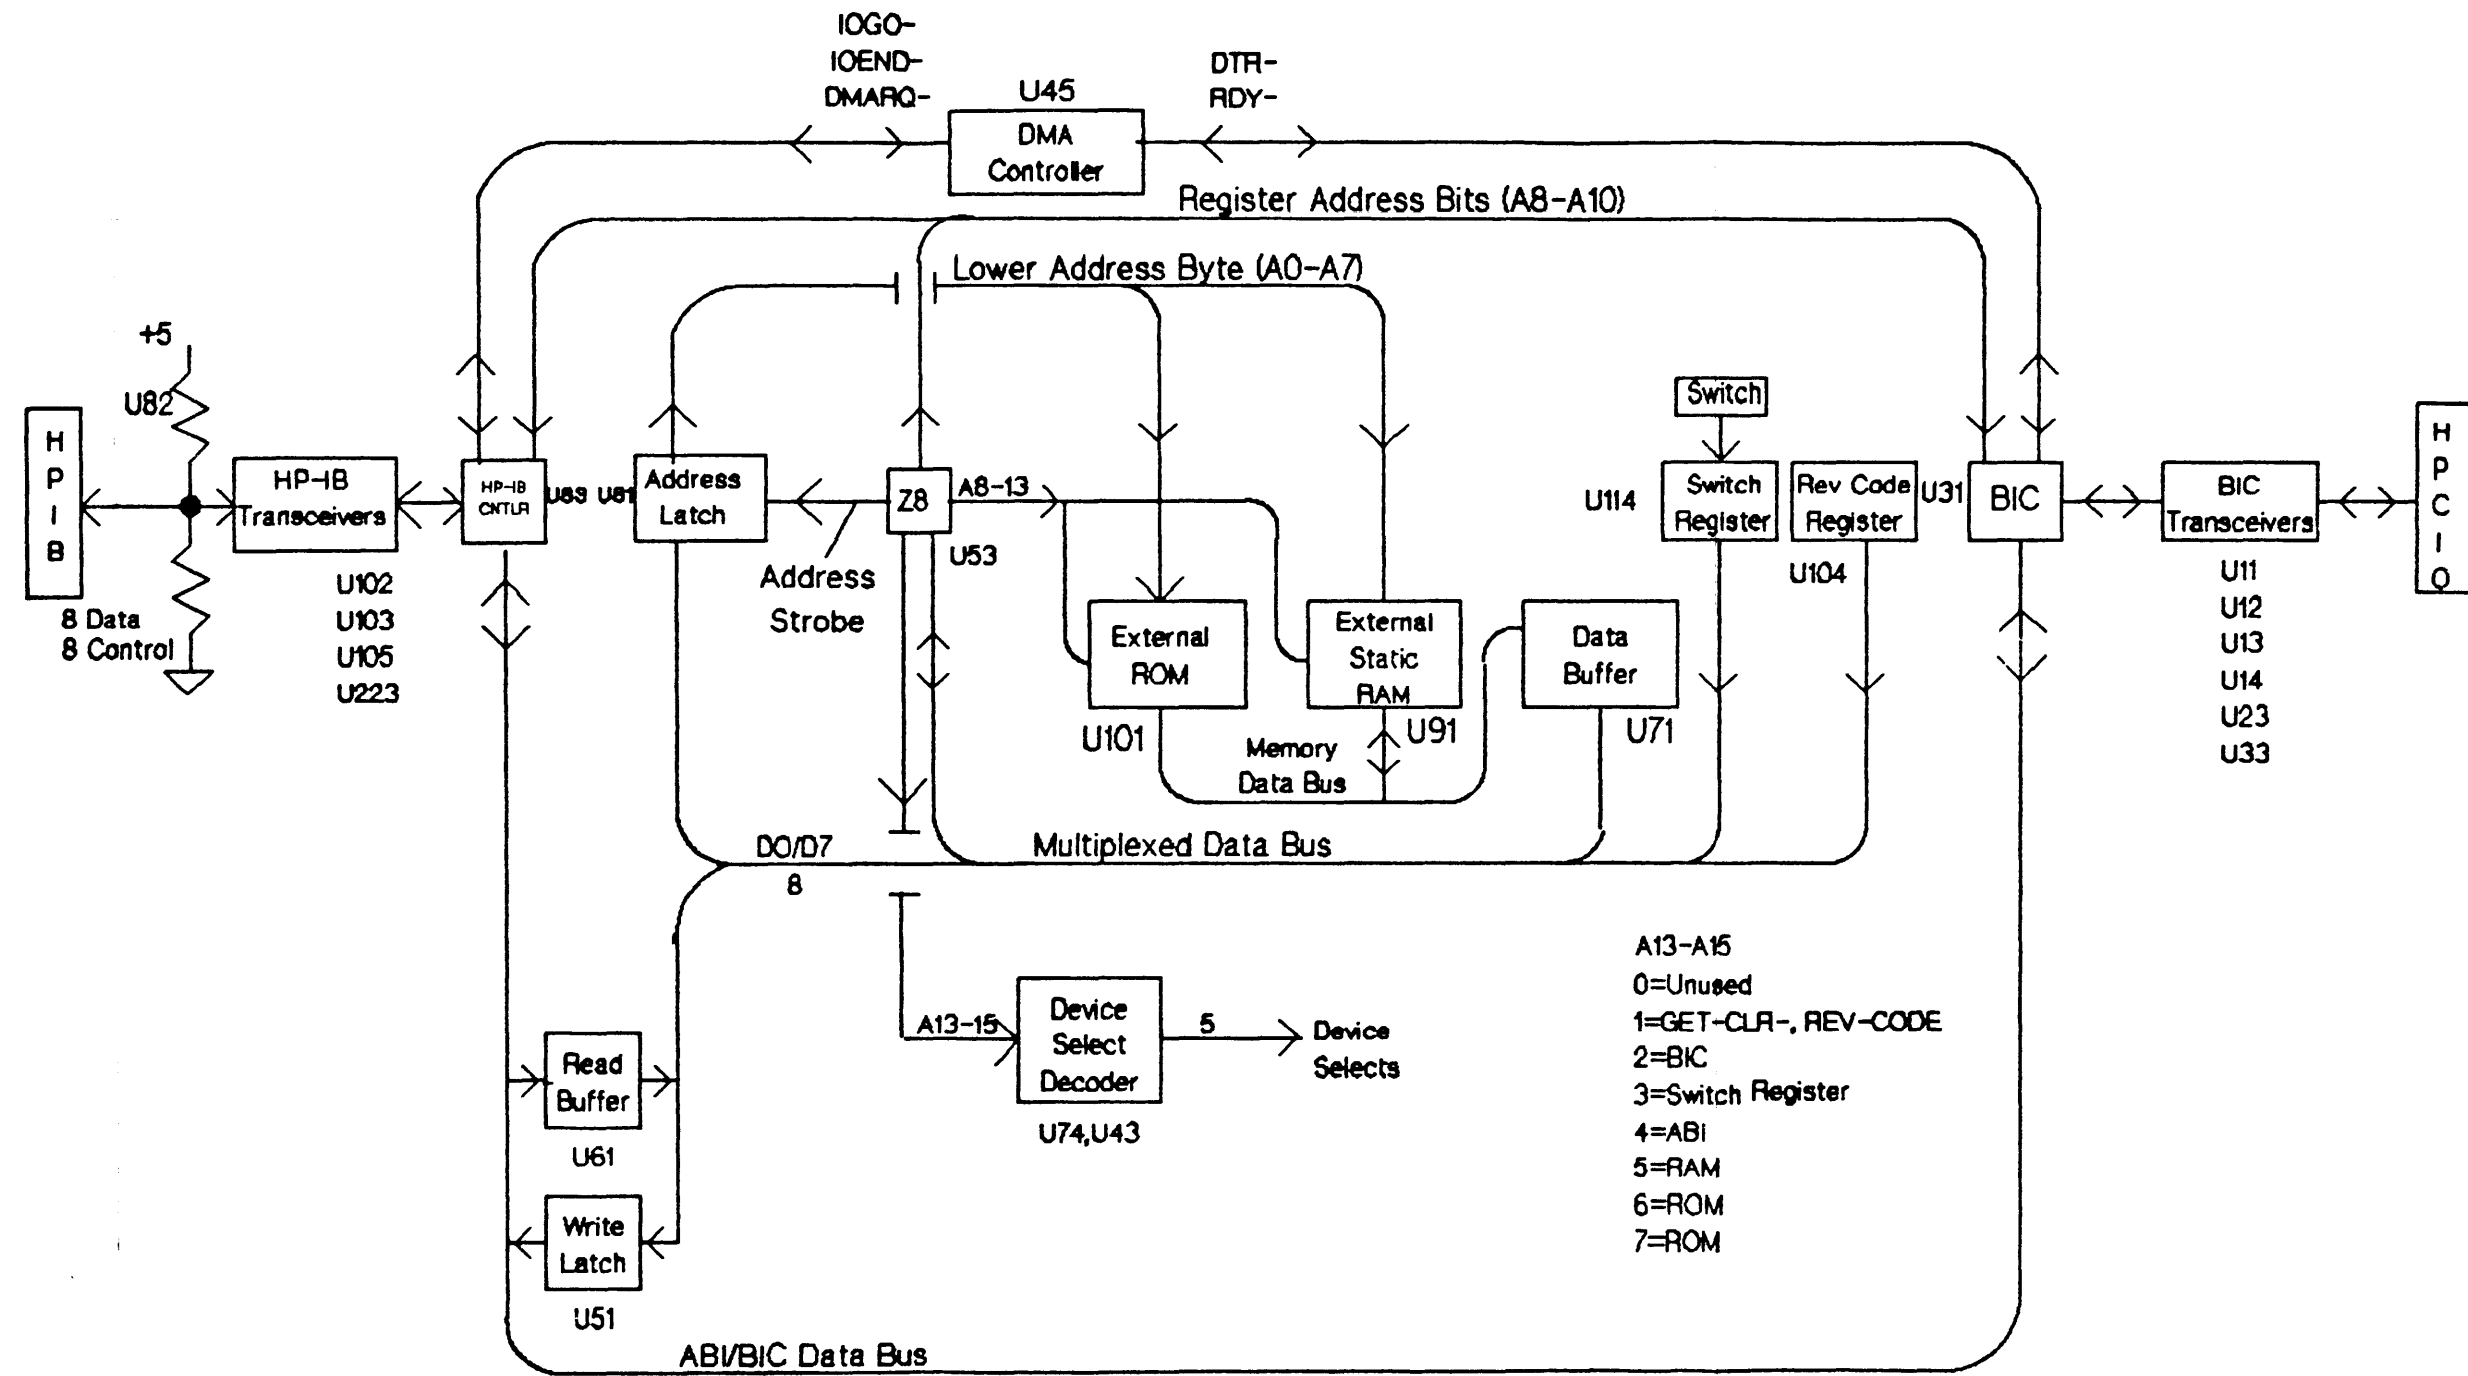 IOGO-
IOEND-
DMARQ-
DTR-
RDY-
U45
DMA
Controller
Register Address Bits (A8-A10)
Lower Address Byte (A0-A7)
+5
U82
H
P
I
B
8 Data
8 Control
HP-IB
Transceivers
U102
U103
U105
U223
HP-IB
CNTLR
U83
U81
Address
Latch
Address
Strobe
Z8
U53
A8-13
External
ROM
U101
External
Static
RAM
U91
Memory
Data Bus
Data
Buffer
U71
Switch
U114
Switch
Register
Rev Code
Register
U104
U31
BIC
BIC
Transceivers
U11
U12
U13
U14
U23
U33
H
P
C
I
O
D0/D7
8
Multiplexed Data Bus
A13-15
Device
Select
Decoder
U74,U43
5
Device
Selects
Read
Buffer
U61
Write
Latch
U51
ABI/BIC Data Bus
A13-A15
0=Unused
1=GET-CLR-, REV-CODE
2=BIC
3=Switch Register
4=ABI
5=RAM
6=ROM
7=ROM